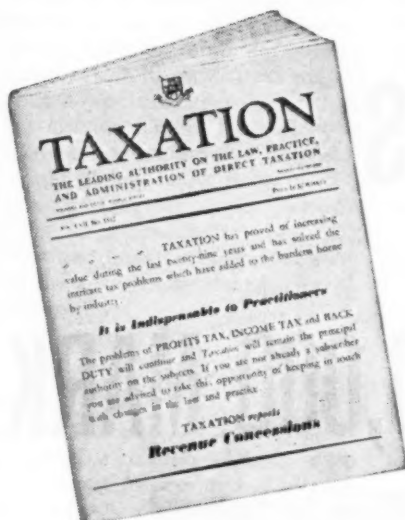 TAXATION
THE LEADING AUTHORITY ON THE LAW, PRACTICE,
AND ADMINISTRATION OF DIRECT TAXATION
" " " " TAXATION has proved of increasing
value during the last twenty-nine years and has solved the
intricate tax problems which have added to the burdens borne
by industry.
It is Indispensable to Practitioners
The problems of PROFITS TAX, INCOME TAX and BACK
DUTY will continue and Taxation will remain the principal
authority on the subjects. If you are not already a subscriber
you are advised to take this opportunity of keeping in touch
with changes in the law and practice
TAXATION reports
Revenue Concessions